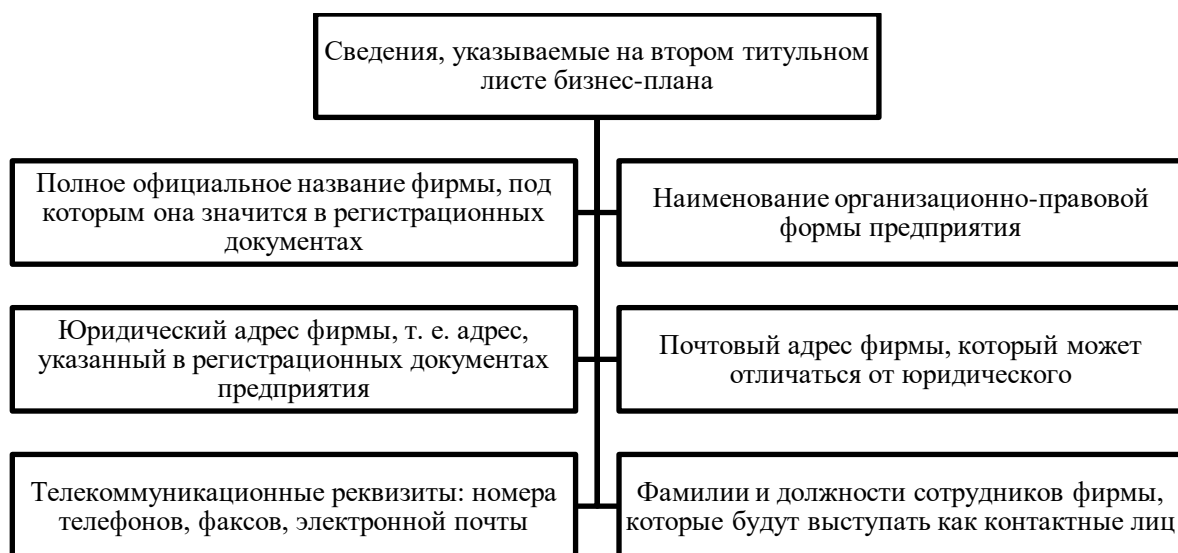 Сведения, указываемые на втором титульном
листе бизнес-плана
Полное официальное название фирмы, под
которым она значится в регистрационных
документах
Наименование организационно-правовой
формы предприятия
Юридический адрес фирмы, т. е. адрес,
указанный в регистрационных документах
предприятия
Почтовый адрес фирмы, который может
отличаться от юридического
Телекоммуникационные реквизиты: номера
телефонов, факсов, электронной почты
Фамилии и должности сотрудников фирмы,
которые будут выступать как контактные лиц